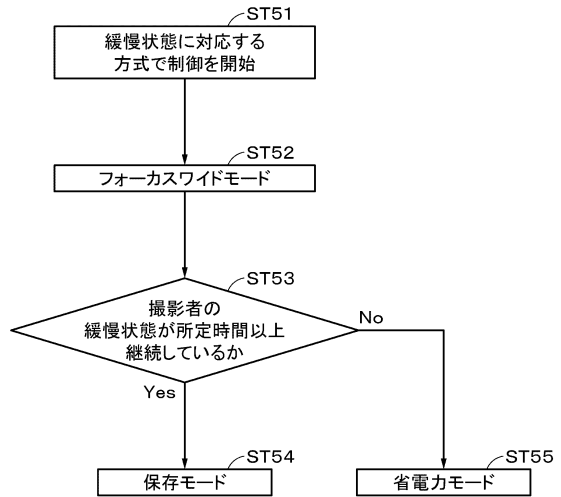 ST51
緩慢状態に対応する
方式で制御を開始
ST52
フォーカスワイドモード
ST53
撮影者の
緩慢状態が所定時間以上
継続しているか
No
Yes
ST54
保存モード
ST55
省電力モード